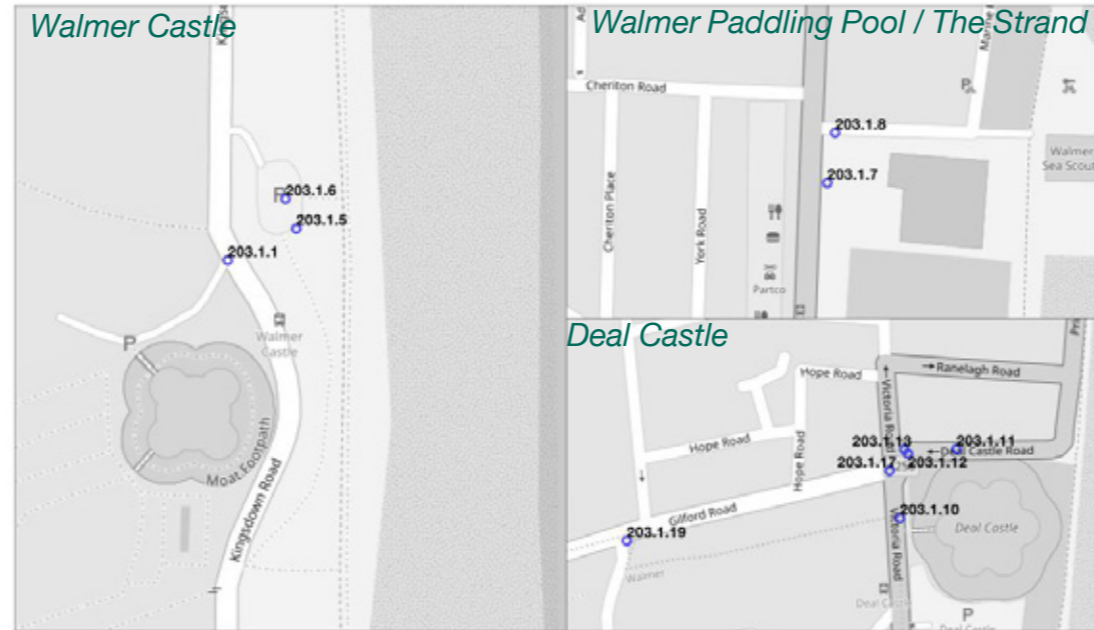 Walmer Castle
203.1.6
203.1.5
203.1.1
P
Walmer
Castle
P
Moat Footpath
Kingsdown Road
Walmer Paddling Pool / The Strand
Cheriton Road
P
203.1.8
Walmer
203.1.7
Cheriton Place
York Road
Partco
Deal Castle
Ranelagh Road
Hope Road
Victoria Road
Hope Road
Hope Road
203.1.13
203.1.11
Deal Castle Road
203.1.17
203.1.12
Gilford Road
203.1.10
Deal Castle
203.1.19
Victoria Road
Walmer
P